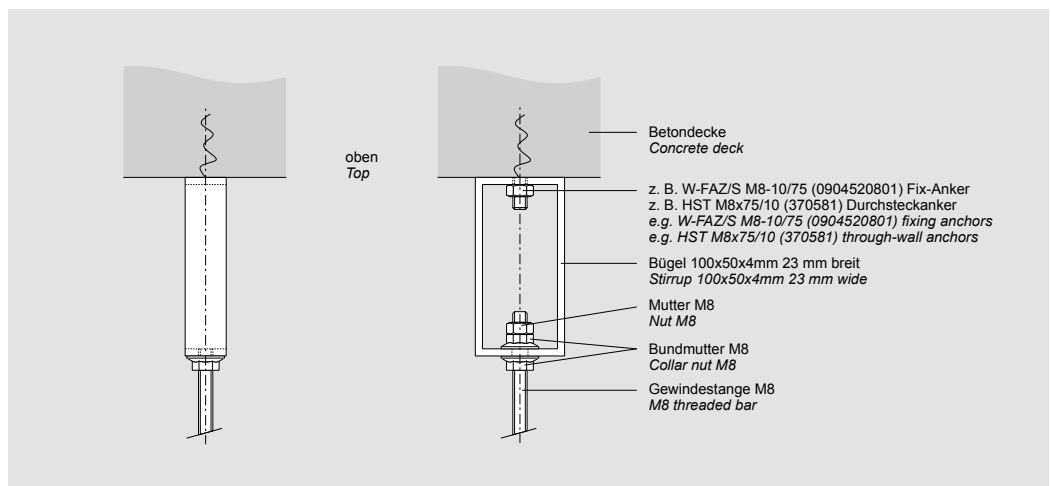 oben
Top
Betondecke
Concrete deck
z. B. W-FAZ/S M8-10/75 (0904520801) Fix-Anker
z. B. HST M8x75/10 (370581) Durchsteckanker
e.g. W-FAZ/S M8-10/75 (0904520801) fixing anchors
e.g. HST M8x75/10 (370581) through-wall anchors
Bügel 100x50x4mm 23 mm breit
Stirrup 100x50x4mm 23 mm wide
Mutter M8
Nut M8
Bundmutter M8
Collar nut M8
Gewindestange M8
M8 threaded bar